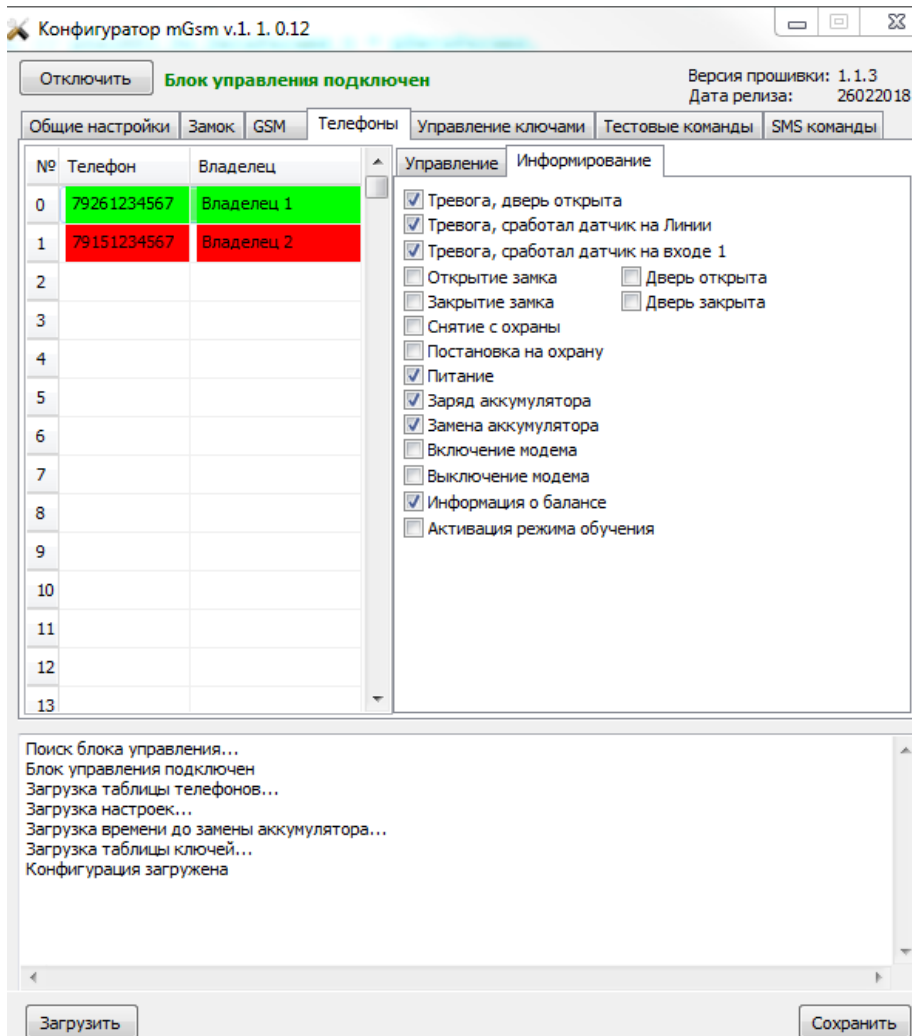 Конфигуратор mGsm v.1. 1. 0.12
Отключить Блок управления подключен
Версия прошивки: 1.1.3
Дата релиза: 26022018
Общие настройки Замок GSM Телефоны Управление ключами Тестовые команды SMS команды
№ Телефон Владелец
0 79261234567 Владелец 1
1 79151234567 Владелец 2
2
3
4
5
6
7
8
9
10
11
12
13
Управление Информирование
Тревога, дверь открыта
Тревога, сработал датчик на Линии
Тревога, сработал датчик на входе 1
Открытие замка Дверь открыта
Закрытие замка Дверь закрыта
Снятие с охраны
Постановка на охрану
Питание
Заряд аккумулятора
Замена аккумулятора
Включение модема
Выключение модема
Информация о балансе
Активация режима обучения
Поиск блока управления...
Блок управления подключен
Загрузка таблицы телефонов...
Загрузка настроек...
Загрузка времени до замены аккумулятора...
Загрузка таблицы ключей...
Конфигурация загружена
Загрузить Сохранить